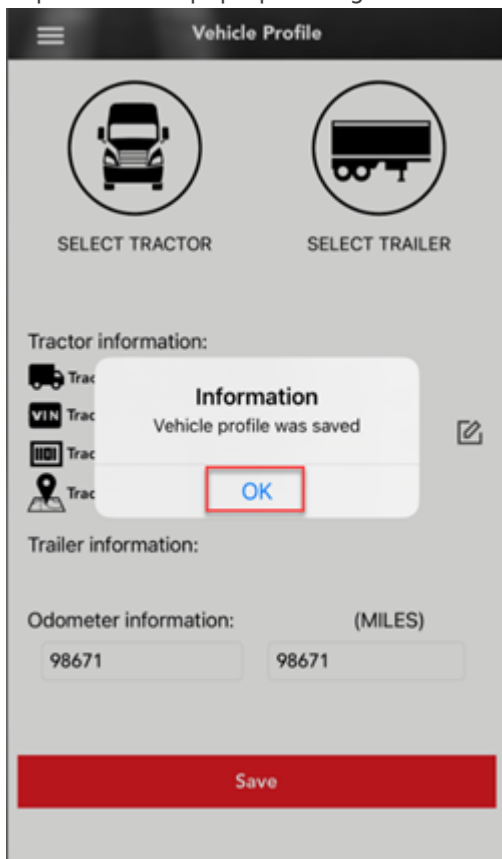 Vehicle Profile
SELECT TRACTOR
SELECT TRAILER
Tractor information:
Trac
VIN Trac
Trac
Trac
Information
Vehicle profile was saved
OK
Trailer information:
Odometer information: (MILES)
98671 98671
Save